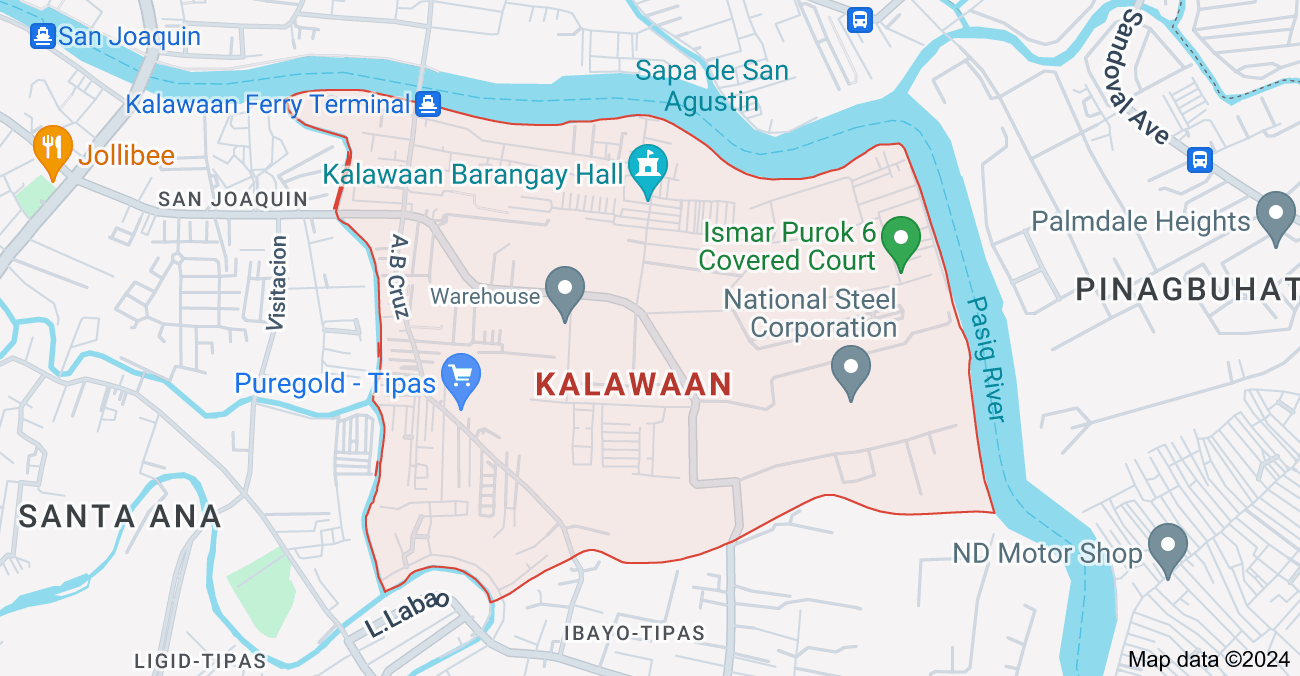 San Joaquin
Sapa de San
Agustin
Sandoval Ave
Kalawaan Ferry Terminal
Jollibee
Kalawaan Barangay Hall
SAN JOAQUIN
Palmdale Heights
Ismar Purok 6
Covered Court
Visitacion
A.B Cruz
Warehouse
National Steel
Corporation
PINAGBUHAT
Pasig River
Puregold - Tipas
KALAWAAN
SANTA ANA
ND Motor Shop
L.Labao
IBAYO-TIPAS
LIGID-TIPAS
Map data ©2024